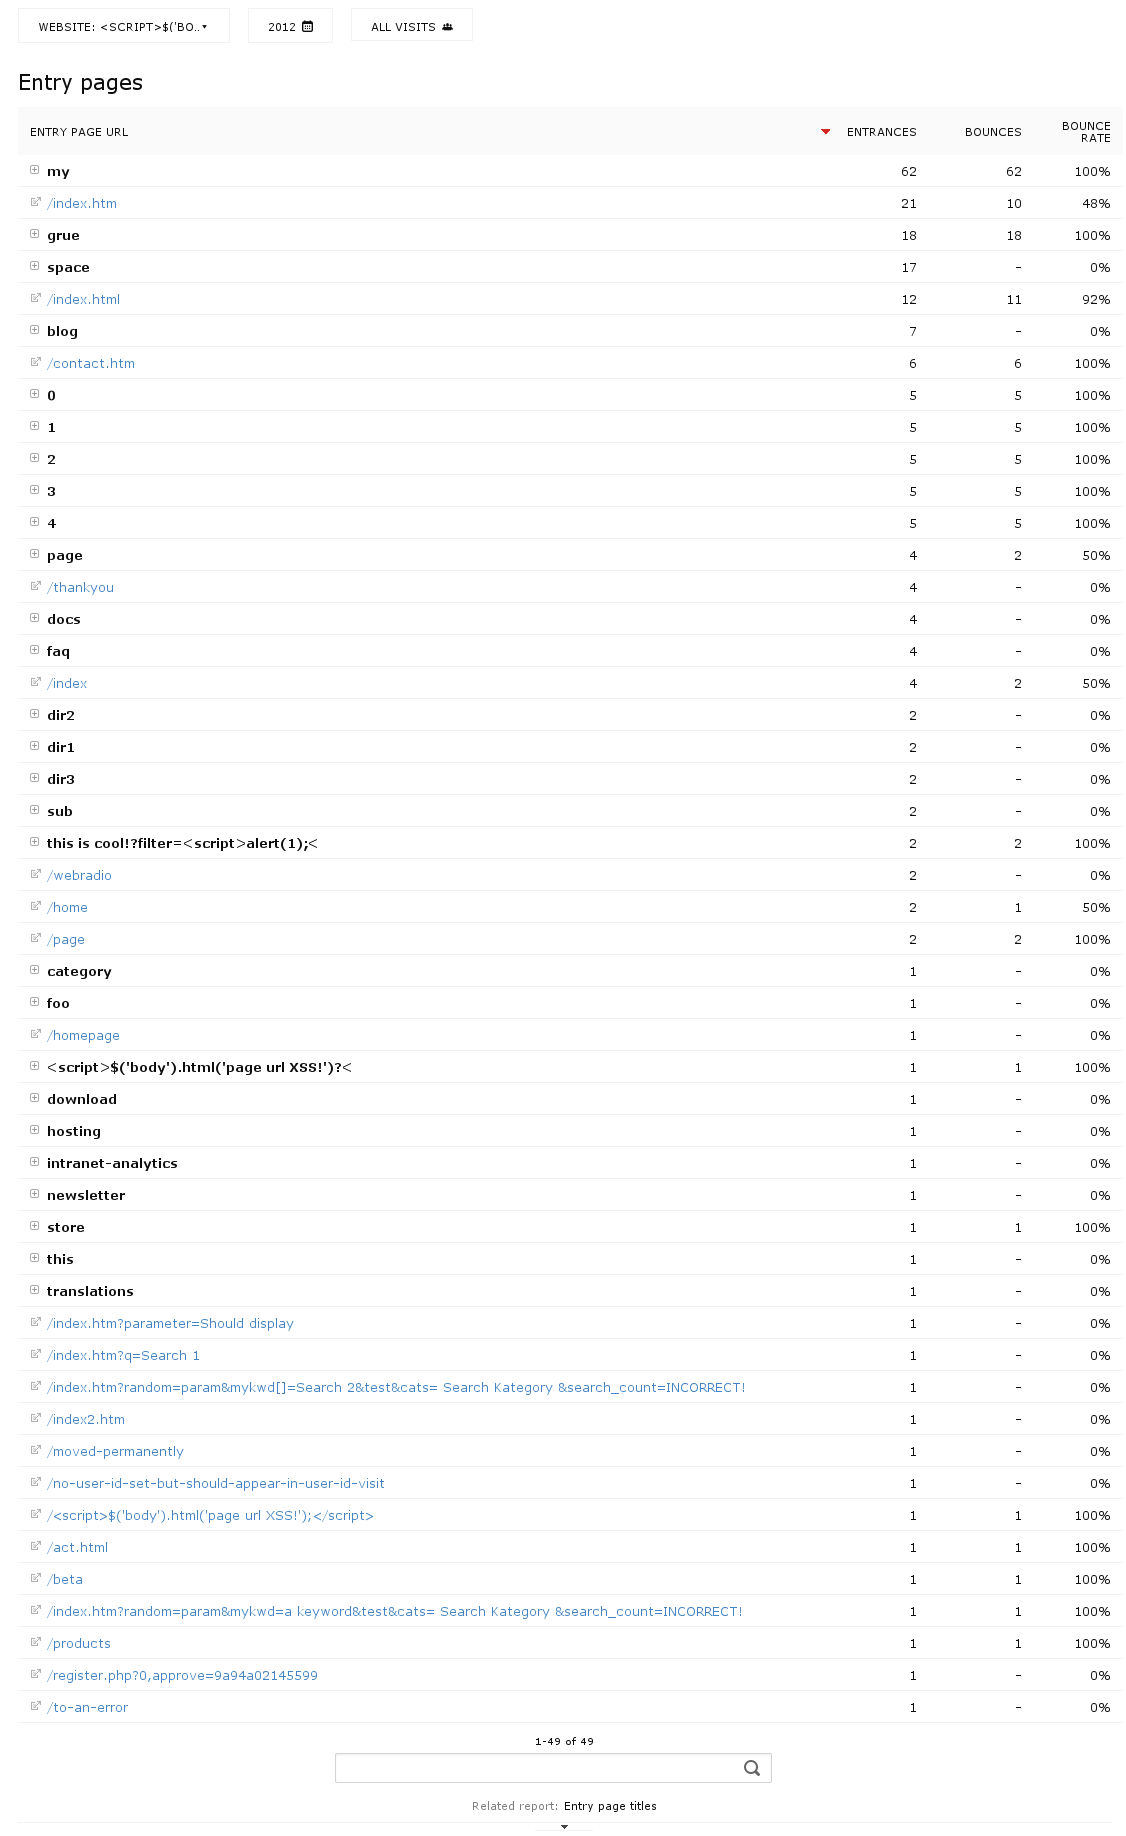 WEBSITE: <SCRIPT>$('BO.. 2012 ALL VISITS
Entry pages
ENTRY PAGE URL ENTRANCES BOUNCES BOUNCE RATE
my 62 62 100%
/index.htm 21 10 48%
grue 18 18 100%
space 17 - 0%
/index.html 12 11 92%
blog 7 - 0%
/contact.htm 6 6 100%
0 5 5 100%
1 5 5 100%
2 5 5 100%
3 5 5 100%
4 5 5 100%
page 4 2 50%
/thankyou 4 - 0%
docs 4 - 0%
faq 4 - 0%
/index 4 2 50%
dir2 2 - 0%
dir1 2 - 0%
dir3 2 - 0%
sub 2 - 0%
this is cool!?filter=<script>alert(1);< 2 2 100%
/webradio 2 - 0%
/home 2 1 50%
/page 2 2 100%
category 1 - 0%
foo 1 - 0%
/homepage 1 - 0%
<script>$('body').html('page url XSS!')?< 1 1 100%
download 1 - 0%
hosting 1 - 0%
intranet-analytics 1 - 0%
newsletter 1 - 0%
store 1 1 100%
this 1 - 0%
translations 1 - 0%
/index.htm?parameter=Should display 1 - 0%
/index.htm?q=Search 1 1 - 0%
/index.htm?random=param&mykwd[]=Search 2&test&cats= Search Kategory &search_count=INCORRECT! 1 - 0%
/index2.htm 1 - 0%
/moved-permanently 1 - 0%
/no-user-id-set-but-should-appear-in-user-id-visit 1 - 0%
/<script>$('body').html('page url XSS!');</script> 1 1 100%
/act.html 1 1 100%
/beta 1 1 100%
/index.htm?random=param&mykwd=a keyword&test&cats= Search Kategory &search_count=INCORRECT! 1 1 100%
/products 1 1 100%
/register.php?0,approve=9a94a02145599 1 - 0%
/to-an-error 1 - 0%
1-49 of 49
Related report: Entry page titles